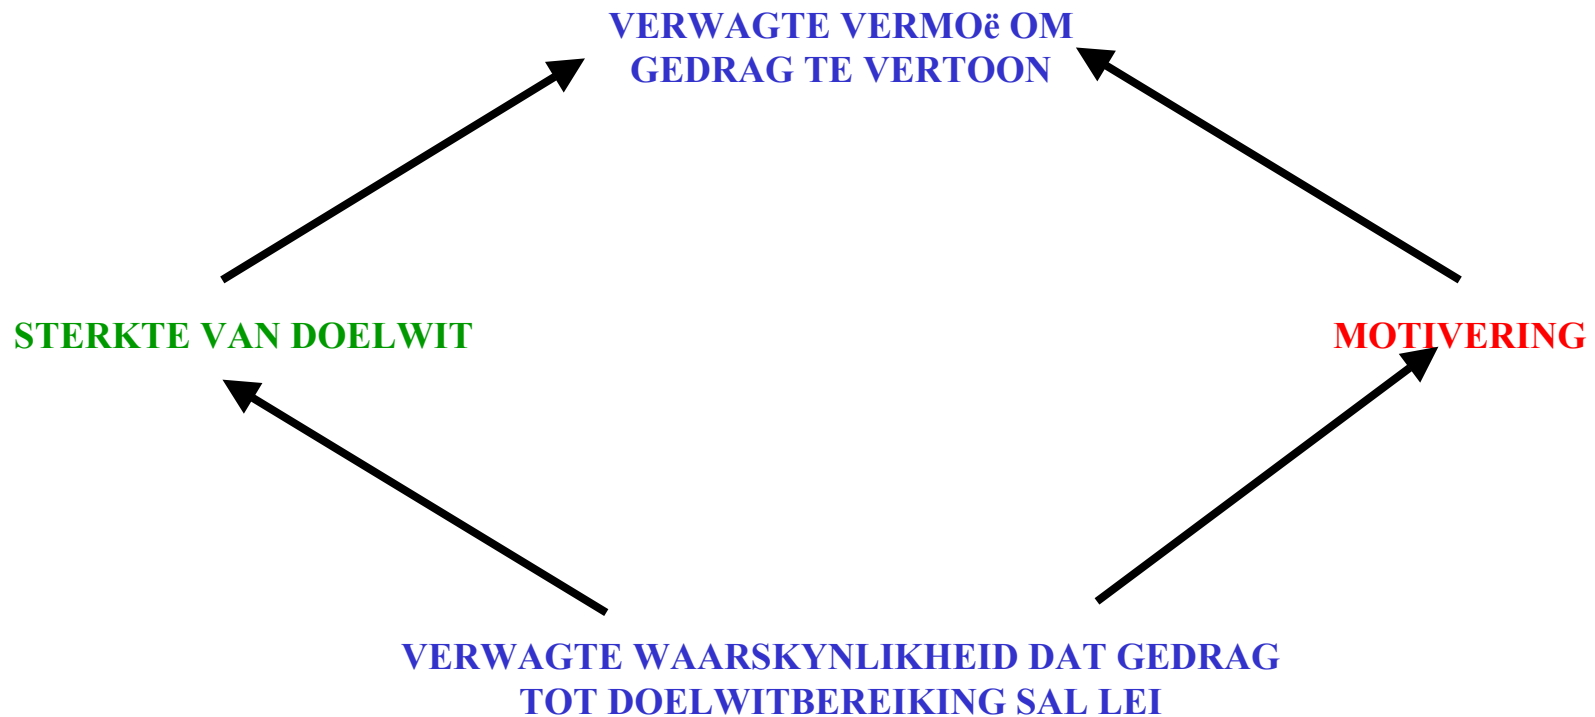 VERWAGTE VERMOë OM
GEDRAG TE VERTOON
STERKTE VAN DOELWIT
MOTIVERING
VERWAGTE WAARSKYNLIKHEID DAT GEDRAG
TOT DOELWITBEREIKING SAL LEI